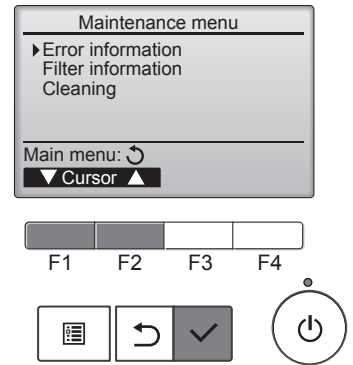 Maintenance menu
Error information
Filter information
Cleaning
Main menu:
Cursor
F1 F2 F3 F4